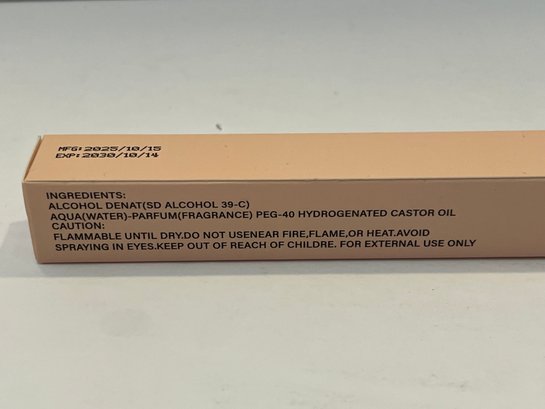 MFG:2025/10/15
EXP:2030/10/14
INGREDIENTS:
ALCOHOL DENAT(SD ALCOHOL 39-C)
AQUA(WATER)-PARFUM(FRAGRANCE) PEG-40 HYDROGENATED CASTOR OIL
CAUTION:
FLAMMABLE UNTIL DRY.DO NOT USENEAR FIRE,FLAME,OR HEAT.AVOID
SPRAYING IN EYES.KEEP OUT OF REACH OF CHILDRE. FOR EXTERNAL USE ONLY